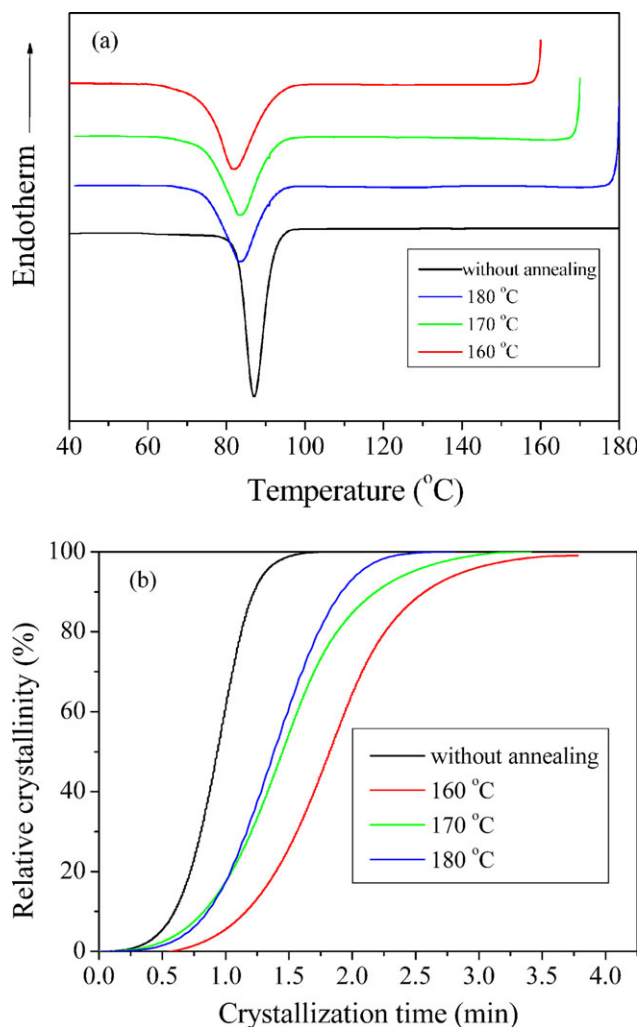 (a)
Endotherm
without annealing
180 °C
170 °C
160 °C
40 60 80 100 120 140 160 180
Temperature (°C)
(b)
100
80
60
40
20
0
Relative crystallinity (%)
without annealing
160 °C
170 °C
180 °C
0.0 0.5 1.0 1.5 2.0 2.5 3.0 3.5 4.0
Crystallization time (min)